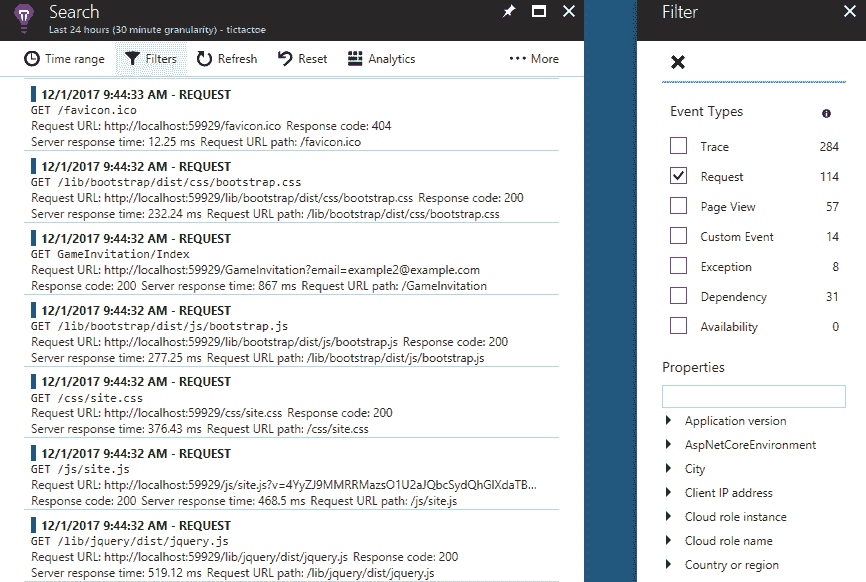 Search
Last 24 hours (30 minute granularity) - tictactoe
Time range Filters Refresh Reset Analytics More
12/1/2017 9:44:33 AM - REQUEST
GET /favicon.ico
Request URL: http://localhost:59929/favicon.ico Response code: 404
Server response time: 12.25 ms Request URL path: /favicon.ico
12/1/2017 9:44:32 AM - REQUEST
GET /lib/bootstrap/dist/css/bootstrap.css
Request URL: http://localhost:59929/lib/bootstrap/dist/css/bootstrap.css Response code: 200
Server response time: 232.24 ms Request URL path: /lib/bootstrap/dist/css/bootstrap.css
12/1/2017 9:44:32 AM - REQUEST
GET GameInvitation/Index
Request URL: http://localhost:59929/GameInvitation?email=example2@example.com
Response code: 200 Server response time: 867 ms Request URL path: /GameInvitation
12/1/2017 9:44:32 AM - REQUEST
GET /lib/bootstrap/dist/js/bootstrap.js
Request URL: http://localhost:59929/lib/bootstrap/dist/js/bootstrap.js Response code: 200
Server response time: 277.25 ms Request URL path: /lib/bootstrap/dist/js/bootstrap.js
12/1/2017 9:44:32 AM - REQUEST
GET /css/site.css
Request URL: http://localhost:59929/css/site.css Response code: 200
Server response time: 376.43 ms Request URL path: /css/site.css
12/1/2017 9:44:32 AM - REQUEST
GET /js/site.js
Request URL: http://localhost:59929/js/site.js?v=4YyZJ9MMRRMazsO1U2aJQbcSydQhGIXdaTB...
Response code: 200 Server response time: 468.5 ms Request URL path: /js/site.js
12/1/2017 9:44:32 AM - REQUEST
GET /lib/jquery/dist/jquery.js
Request URL: http://localhost:59929/lib/jquery/dist/jquery.js Response code: 200
Server response time: 519.12 ms Request URL path: /lib/jquery/dist/jquery.js
Filter
Event Types
Trace 284
Request 114
Page View 57
Custom Event 14
Exception 8
Dependency 31
Availability 0
Properties
Application version
AspNetCoreEnvironment
City
Client IP address
Cloud role instance
Cloud role name
Country or region